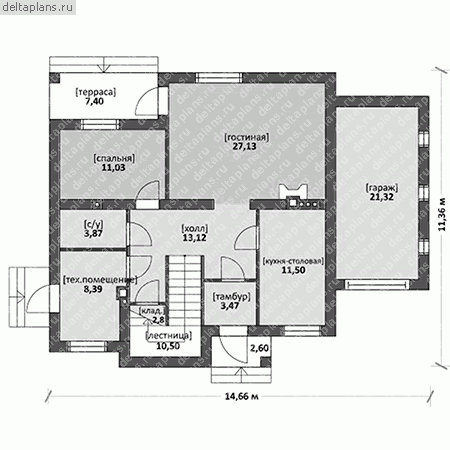 deltaplans.ru
[терраса]
7,40
[гостиная]
27,13
[спальня]
11,03
[гараж]
21,32
[с/у]
3,87
[холл]
13,12
[кухня-столовая]
11,50
[тех.помещение]
8,39
[тамбур]
3,47
[клад.]
2,8
[лестница]
10,50
2,60
11,36 м
14,66 м